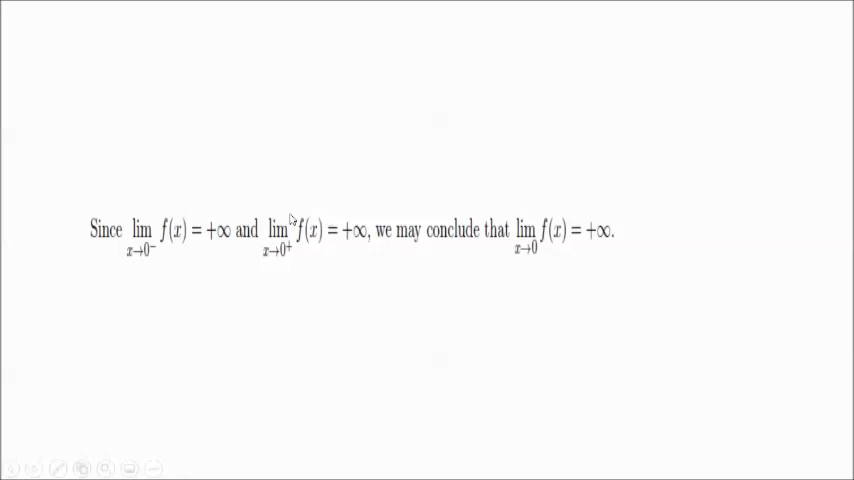 Since lim_{x→0⁻} f(x) = +∞ and lim_{x→0⁺} f(x) = +∞, we may conclude that lim_{x→0} f(x) = +∞.